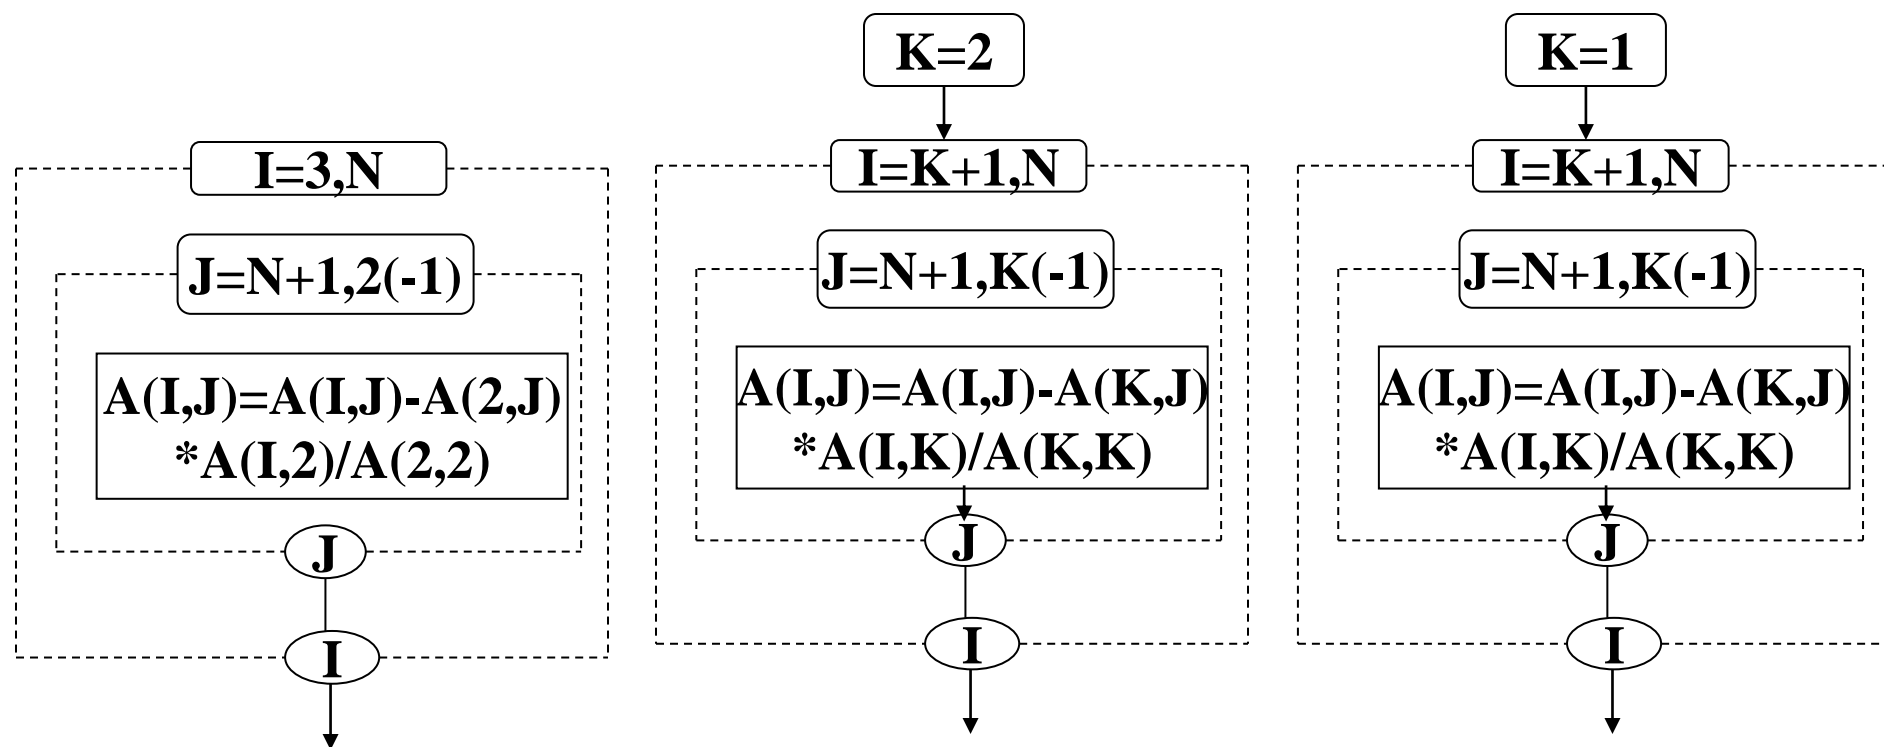 I=3,N
J=N+1,2(-1)
A(I,J)=A(I,J)-A(2,J)
*A(I,2)/A(2,2)
J
I
K=2
I=K+1,N
J=N+1,K(-1)
A(I,J)=A(I,J)-A(K,J)
*A(I,K)/A(K,K)
J
I
K=1
I=K+1,N
J=N+1,K(-1)
A(I,J)=A(I,J)-A(K,J)
*A(I,K)/A(K,K)
J
I